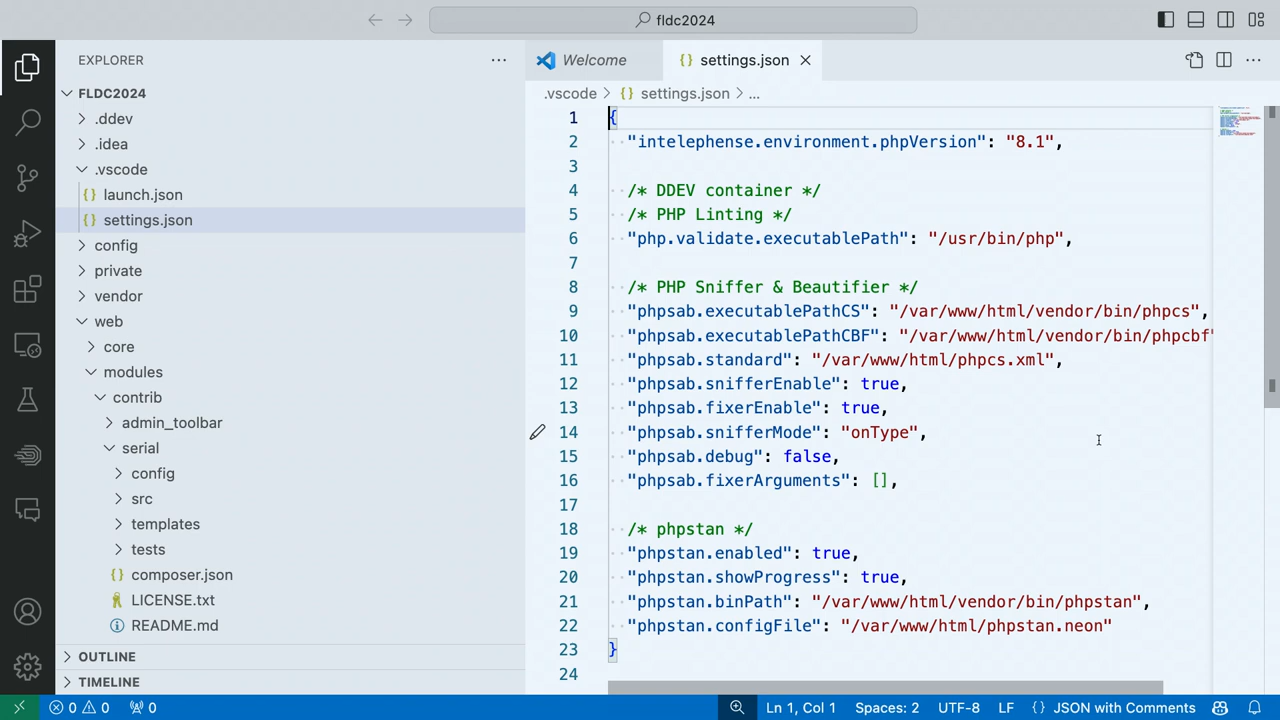 fldc2024
EXPLORER
FLDC2024
.ddev
.idea
.vscode
launch.json
settings.json
config
private
vendor
web
core
modules
contrib
admin_toolbar
serial
config
src
templates
tests
composer.json
LICENSE.txt
README.md
OUTLINE
TIMELINE
Welcome
settings.json
.vscode > settings.json > ...
1 {
2 "intelephense.environment.phpVersion": "8.1",
3
4 /* DDEV container */
5 /* PHP Linting */
6 "php.validate.executablePath": "/usr/bin/php",
7
8 /* PHP Sniffer & Beautifier */
9 "phpsab.executablePathCS": "/var/www/html/vendor/bin/phpcs",
10 "phpsab.executablePathCBF": "/var/www/html/vendor/bin/phpcbf"
11 "phpsab.standard": "/var/www/html/phpcs.xml",
12 "phpsab.snifferEnable": true,
13 "phpsab.fixerEnable": true,
14 "phpsab.snifferMode": "onType",
15 "phpsab.debug": false,
16 "phpsab.fixerArguments": [],
17
18 /* phpstan */
19 "phpstan.enabled": true,
20 "phpstan.showProgress": true,
21 "phpstan.binPath": "/var/www/html/vendor/bin/phpstan",
22 "phpstan.configFile": "/var/www/html/phpstan.neon"
23 }
24
0 0 0 Ln 1, Col 1 Spaces: 2 UTF-8 LF {} JSON with Comments